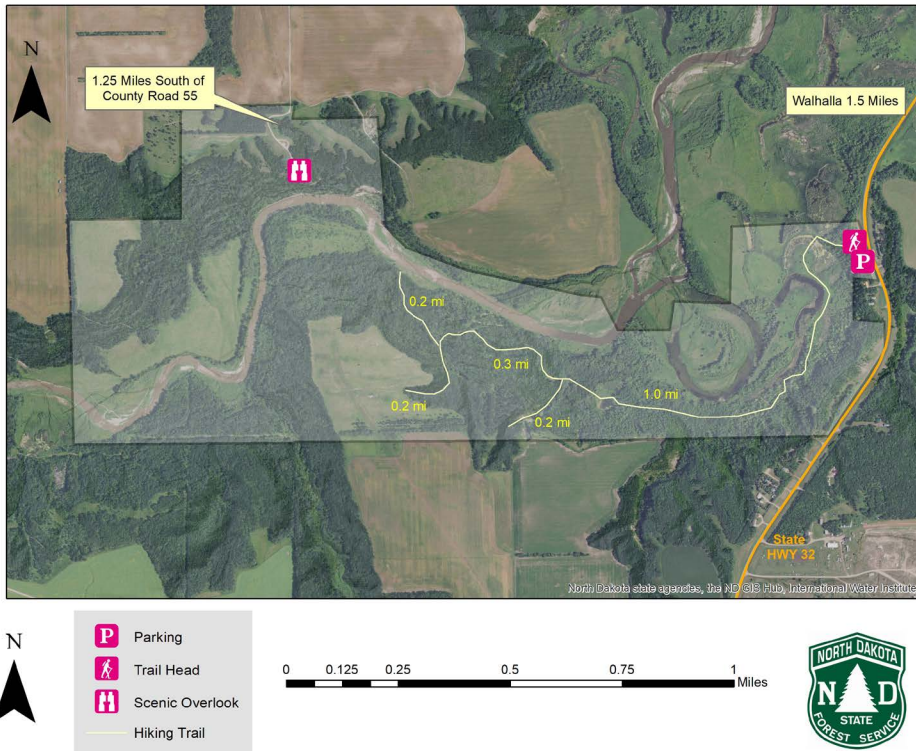 N
1.25 Miles South of
County Road 55
Walhalla 1.5 Miles
P
0.2 mi
0.3 mi
1.0 mi
0.2 mi
0.2 mi
State
HWY 32
North Dakota state agencies, the ND GIS Hub, International Water Institute
N
P Parking
Trail Head
Scenic Overlook
Hiking Trail
0 0.125 0.25 0.5 0.75 1
Miles
NORTH DAKOTA
N D
STATE
FOREST SERVICE